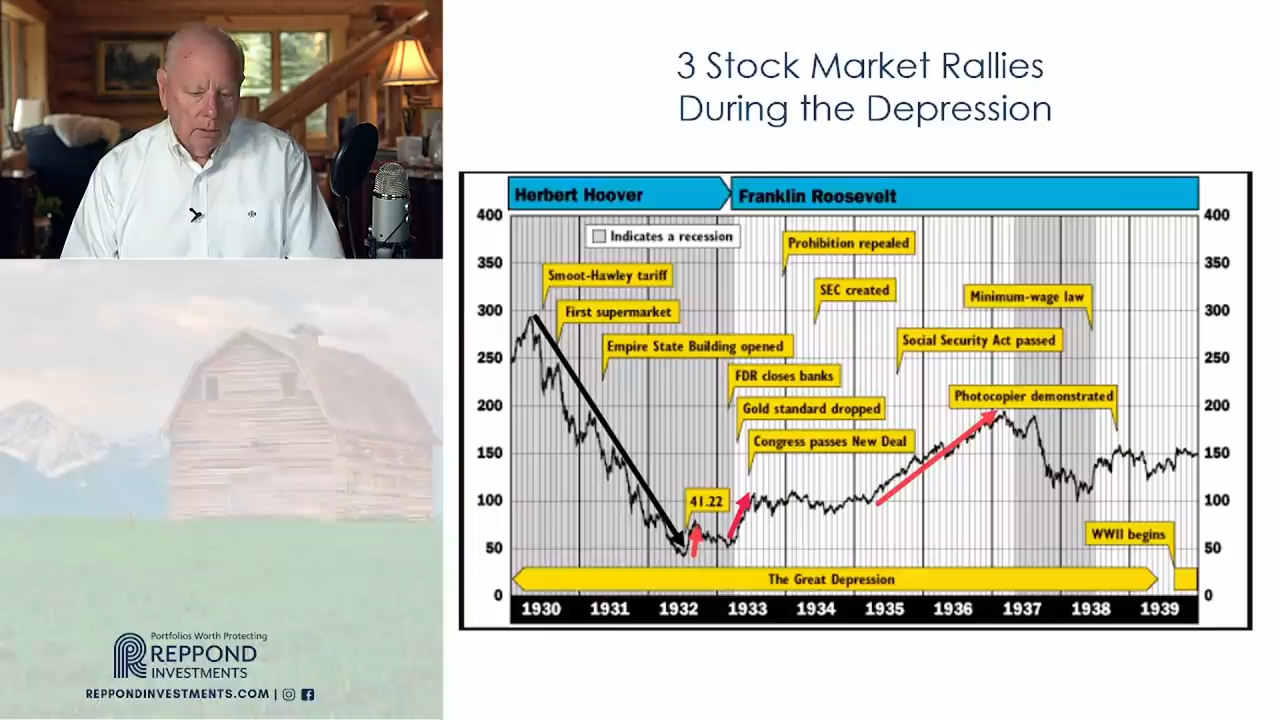 3 Stock Market Rallies
During the Depression
Herbert Hoover
Franklin Roosevelt
400
400
350
350
300
300
250
250
200
200
150
150
100
100
50
50
0
0
Indicates a recession
Prohibition repealed
Smoot-Hawley tariff
SEC created
Minimum-wage law
First supermarket
Empire State Building opened
Social Security Act passed
FDR closes banks
Photocopier demonstrated
Gold standard dropped
Congress passes New Deal
41.22
WWII begins
The Great Depression
1930 1931 1932 1933 1934 1935 1936 1937 1938 1939
Portfolios Worth Protecting
REPPOND
INVESTMENTS
REPPONDINVESTMENTS.COM |